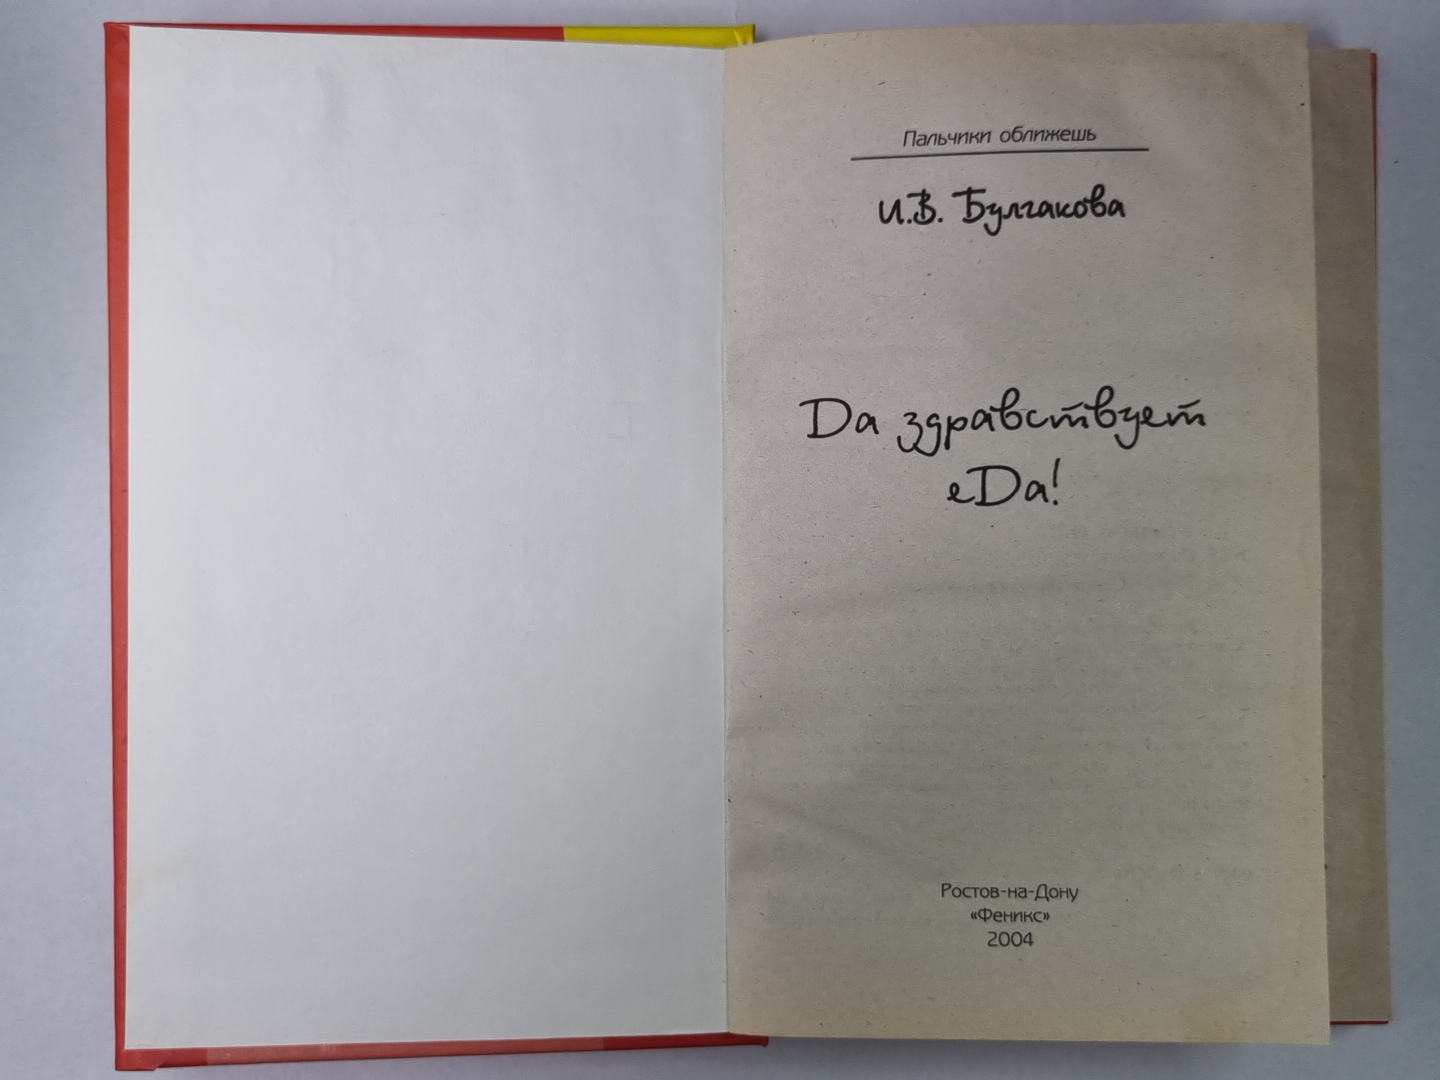 Пальчики оближешь
И.В. Булгакова
Да здравствует
еДа!
Ростов-на-Дону
«Феникс»
2004